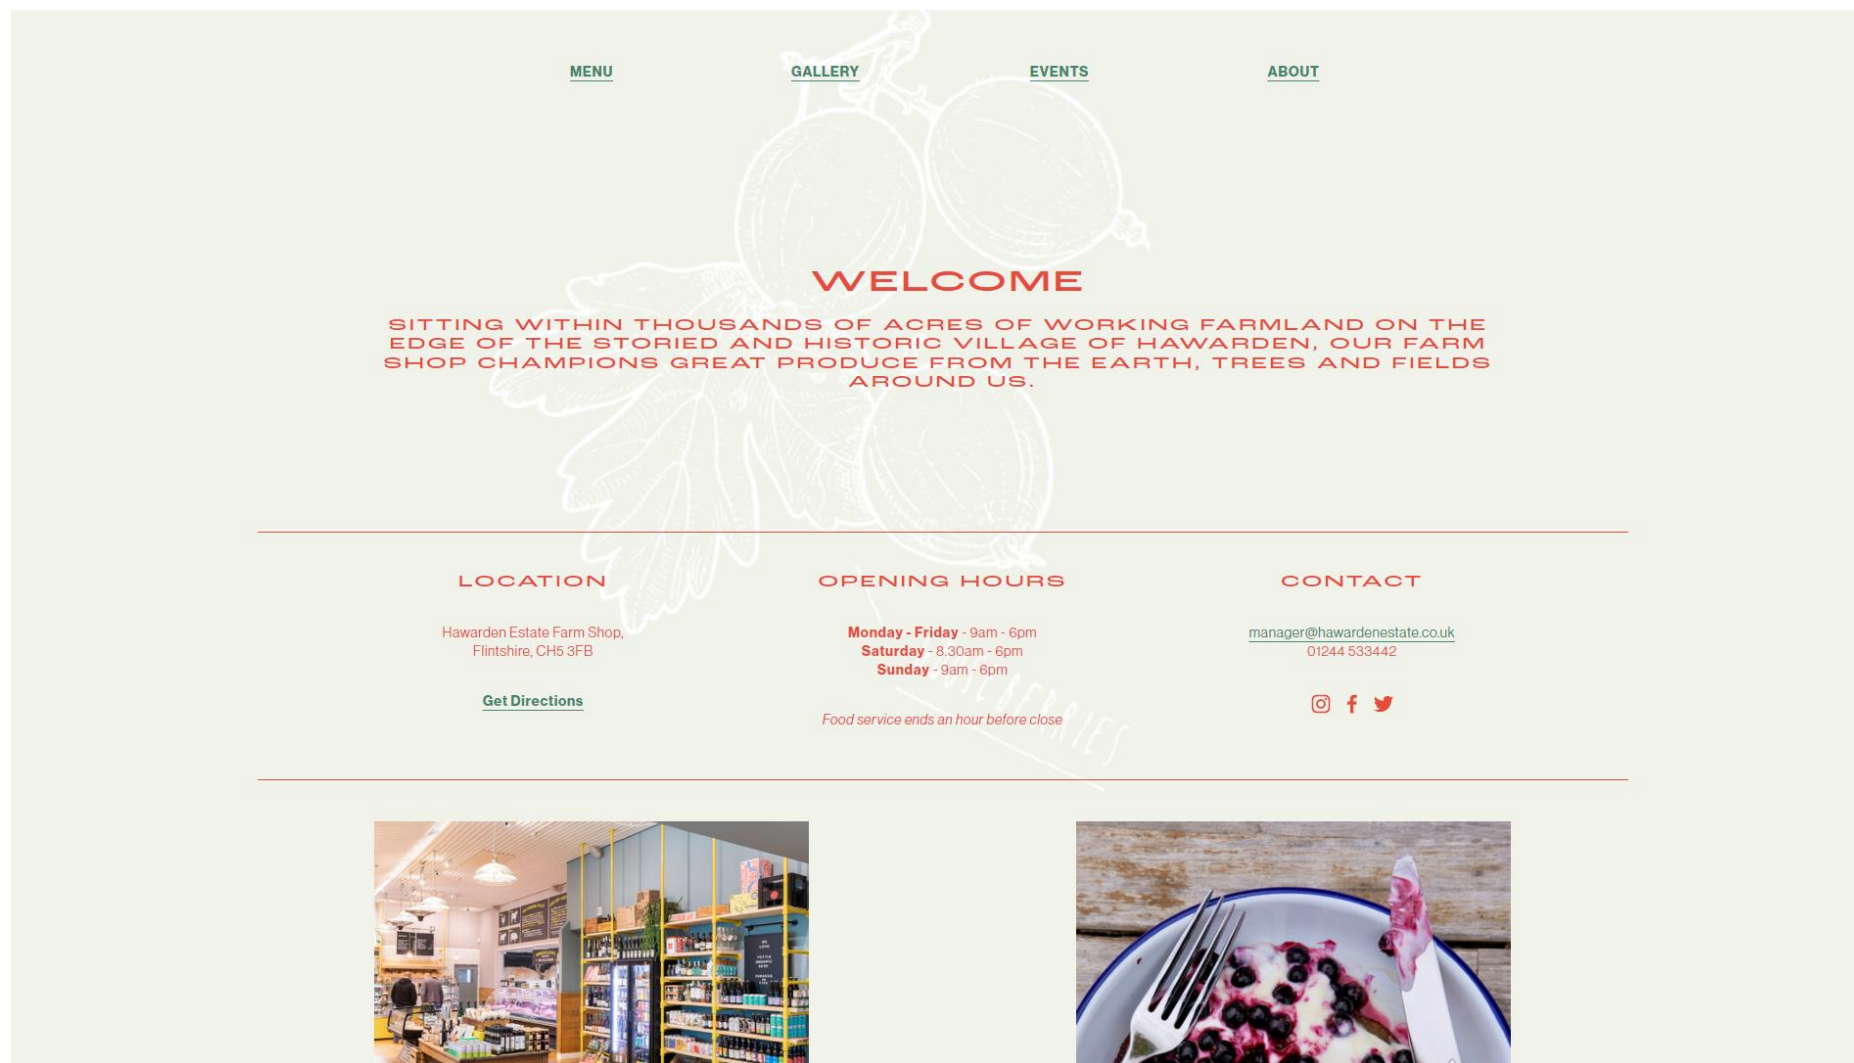 MENU
GALLERY
EVENTS
ABOUT
WELCOME
SITTING WITHIN THOUSANDS OF ACRES OF WORKING FARMLAND ON THE
EDGE OF THE STORIED AND HISTORIC VILLAGE OF HAWARDEN, OUR FARM
SHOP CHAMPIONS GREAT PRODUCE FROM THE EARTH, TREES AND FIELDS
AROUND US.
LOCATION
Hawarden Estate Farm Shop,
Flintshire, CH5 3FB
Get Directions
OPENING HOURS
Monday - Friday - 9am - 6pm
Saturday - 8.30am - 6pm
Sunday - 9am - 6pm
Food service ends an hour before close
CONTACT
manager@hawardenestate.co.uk
01244 533442
GOOSEBERRIES